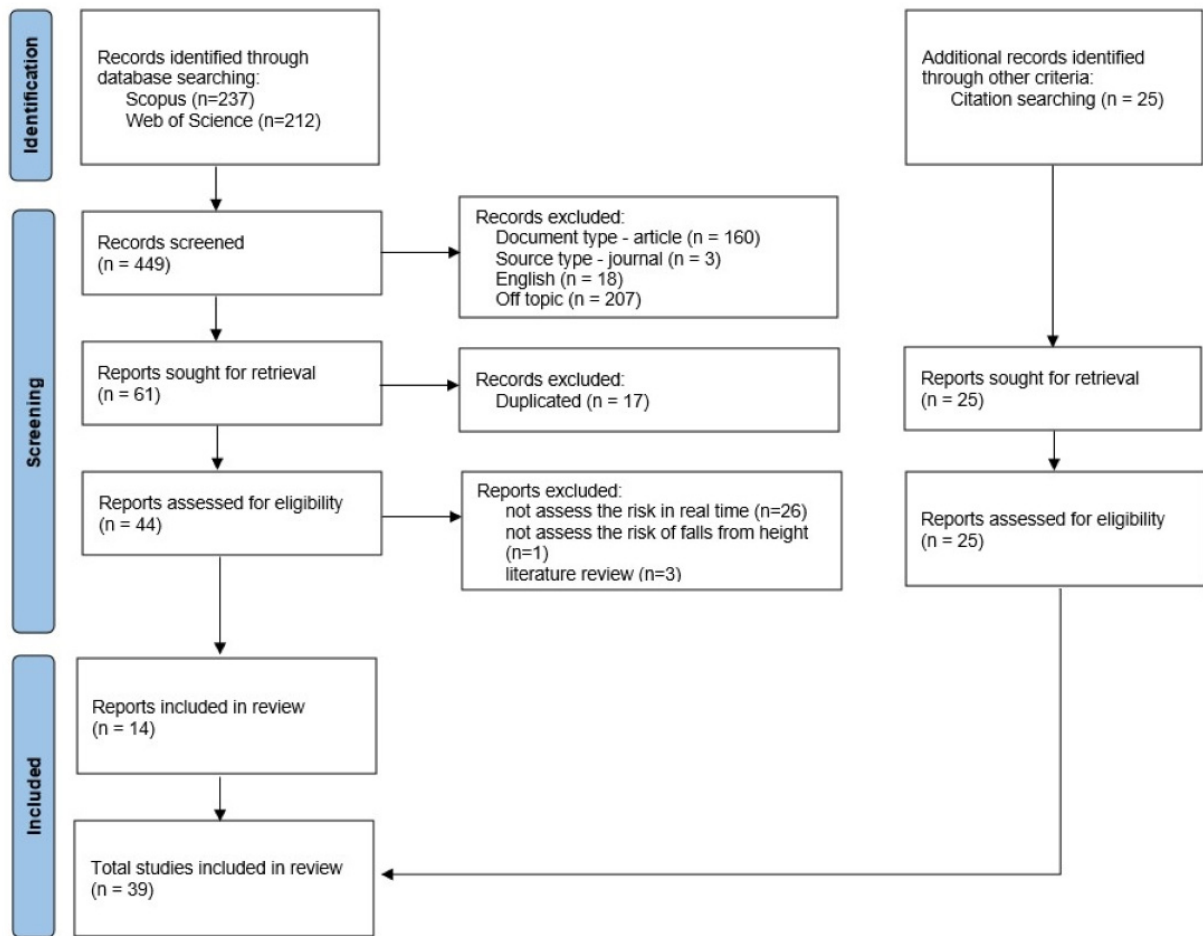 Identification
Records identified through
database searching:
Scopus (n=237)
Web of Science (n=212)
Additional records identified
through other criteria:
Citation searching (n = 25)
Screening
Records screened
(n = 449)
Records excluded:
Document type - article (n = 160)
Source type - journal (n = 3)
English (n = 18)
Off topic (n = 207)
Reports sought for retrieval
(n = 61)
Records excluded:
Duplicated (n = 17)
Reports sought for retrieval
(n = 25)
Reports assessed for eligibility
(n = 44)
Reports excluded:
not assess the risk in real time (n=26)
not assess the risk of falls from height
(n=1)
literature review (n=3)
Reports assessed for eligibility
(n = 25)
Included
Reports included in review
(n = 14)
Total studies included in review
(n = 39)